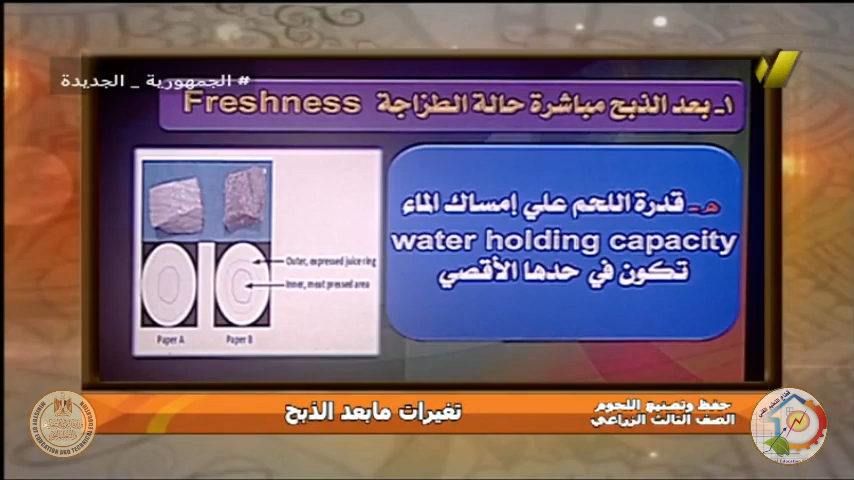 # الجمهورية _ الجديدة
١ـ بعد الذبح مباشرة حالة الطزاجة Freshness
هـ ـ قدرة اللحم علي إمساك الماء
water holding capacity
تكون في حدها الأقصي
Outer, expressed juice ring
Inner, meat pressed area
Paper A
Paper B
تغيرات مابعد الذبح
حفظ وتصنيع اللحوم
الصف الثالث الزراعي